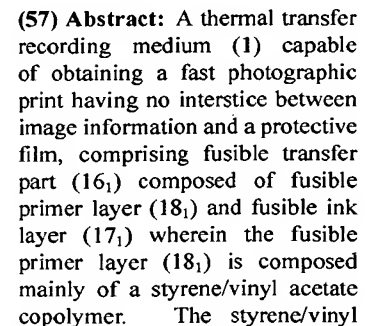 (57) Abstract: A thermal transfer
recording medium (1) capable
of obtaining a fast photographic
print having no interstice between
image information and a protective
film, comprising fusible transfer
part (16₁) composed of fusible
primer layer (18₁) and fusible ink
layer (17₁) wherein the fusible
primer layer (18₁) is composed
mainly of a styrene/vinyl acetate
copolymer. The styrene/vinyl